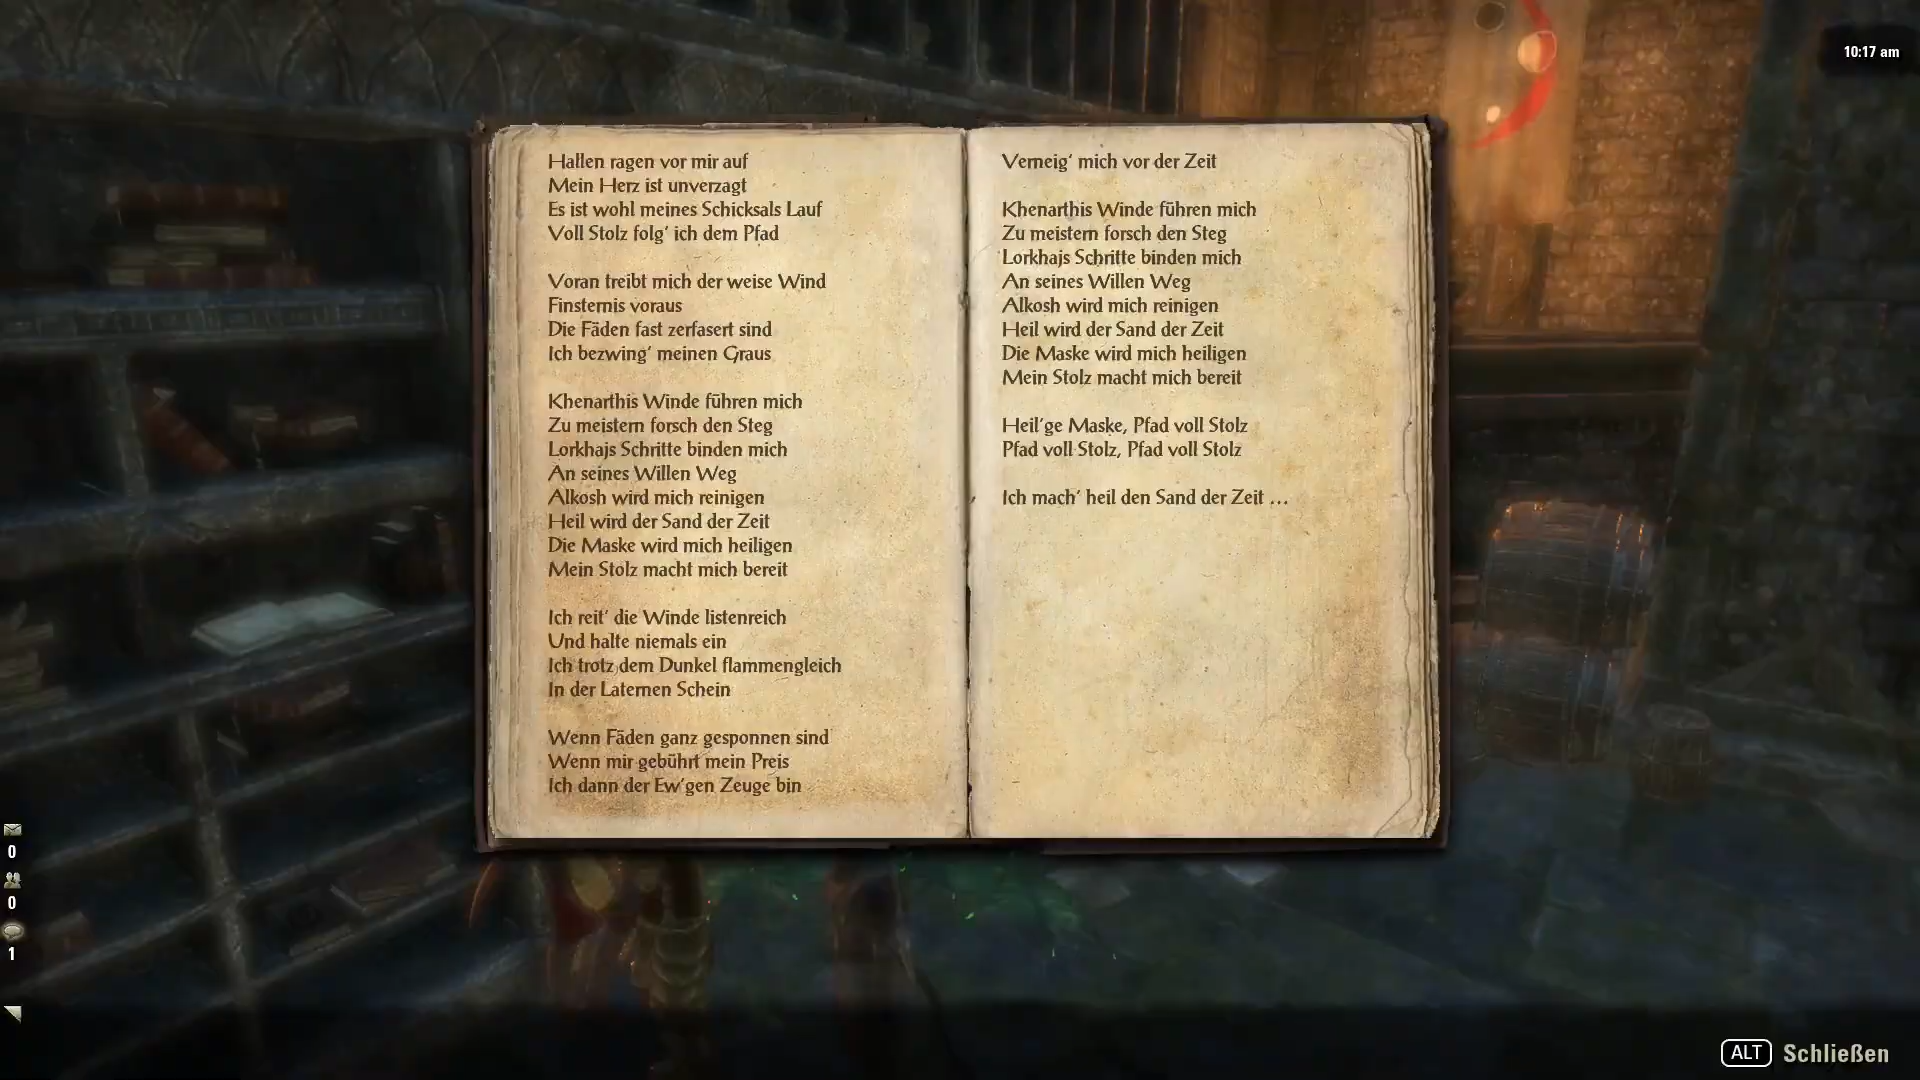 10:17 am
Hallen ragen vor mir auf
Mein Herz ist unverzagt
Es ist wohl meines Schicksals Lauf
Voll Stolz folg' ich dem Pfad
Voran treibt mich der weise Wind
Finsternis voraus
Die Fäden fast zerfasert sind
Ich bezwing' meinen Graus
Khenarthis Winde führen mich
Zu meistern forsch den Steg
Lorkhajs Schritte binden mich
An seines Willen Weg
Alkosh wird mich reinigen
Heil wird der Sand der Zeit
Die Maske wird mich heiligen
Mein Stolz macht mich bereit
Ich reit' die Winde listenreich
Und halte niemals ein
Ich trotz dem Dunkel flammengleich
In der Laternen Schein
Wenn Fäden ganz gesponnen sind
Wenn mir gebührt mein Preis
Ich dann der Ew'gen Zeuge bin
Verneig' mich vor der Zeit
Khenarthis Winde führen mich
Zu meistern forsch den Steg
Lorkhajs Schritte binden mich
An seines Willen Weg
Alkosh wird mich reinigen
Heil wird der Sand der Zeit
Die Maske wird mich heiligen
Mein Stolz macht mich bereit
Heil'ge Maske, Pfad voll Stolz
Pfad voll Stolz, Pfad voll Stolz
Ich mach' heil den Sand der Zeit …
0
0
1
ALT Schließen